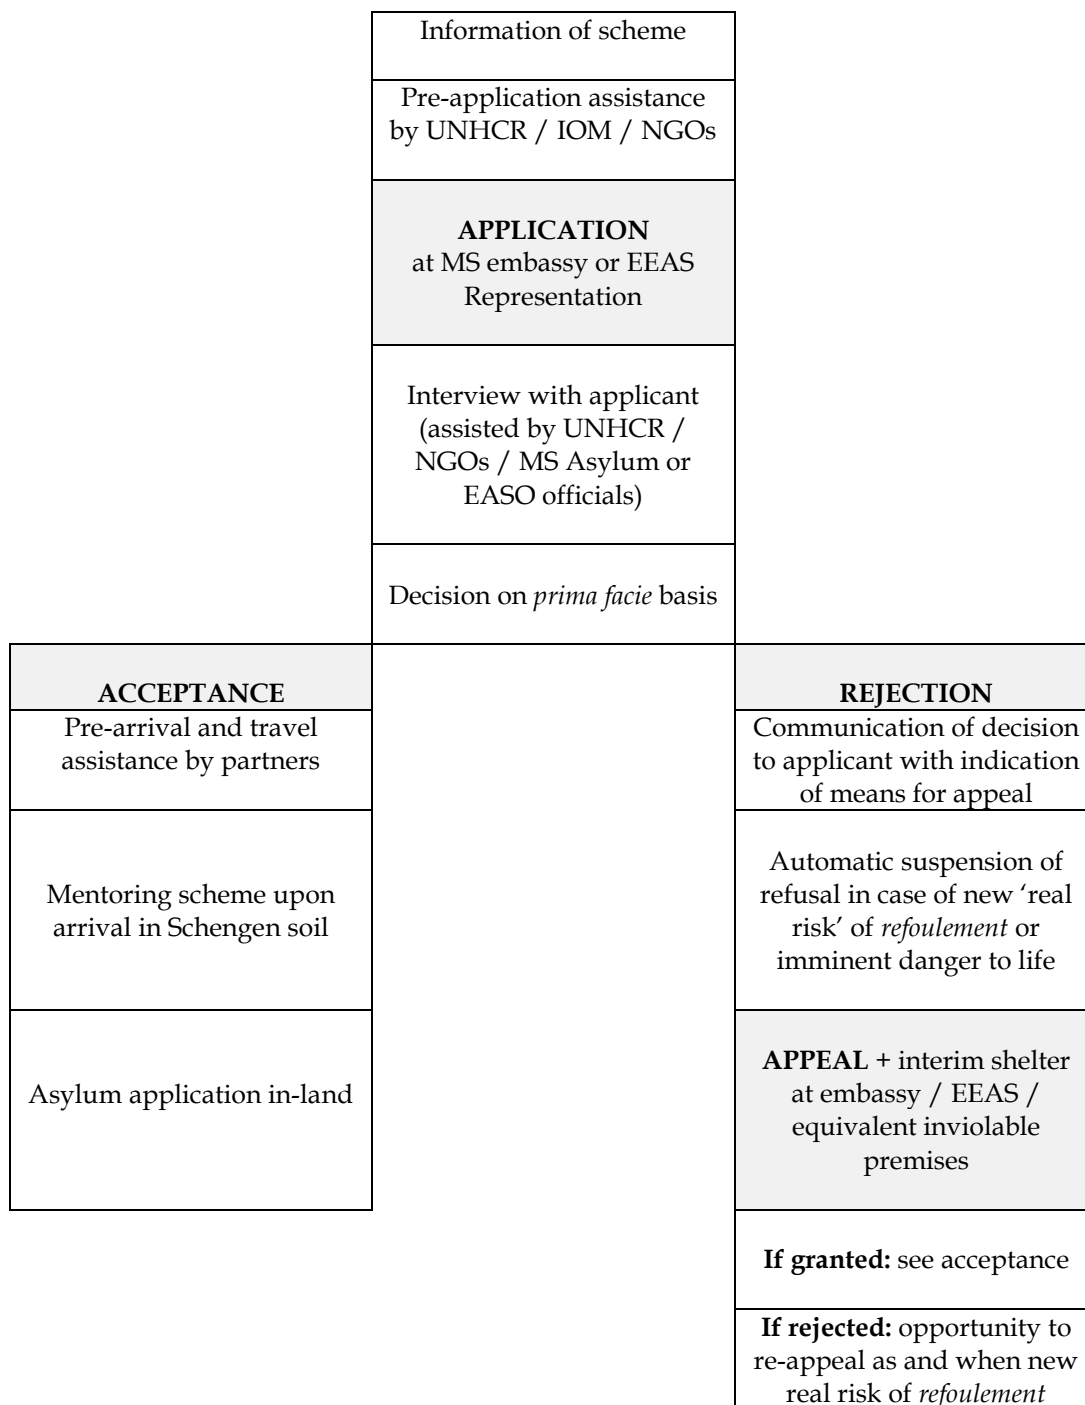 Information of scheme
Pre-application assistance
by UNHCR / IOM / NGOs
APPLICATION
at MS embassy or EEAS
Representation
Interview with applicant
(assisted by UNHCR /
NGOs / MS Asylum or
EASO officials)
Decision on prima facie basis
ACCEPTANCE
Pre-arrival and travel
assistance by partners
Mentoring scheme upon
arrival in Schengen soil
Asylum application in-land
REJECTION
Communication of decision
to applicant with indication
of means for appeal
Automatic suspension of
refusal in case of new ‘real
risk’ of refoulement or
imminent danger to life
APPEAL + interim shelter
at embassy / EEAS /
equivalent inviolable
premises
If granted: see acceptance
If rejected: opportunity to
re-appeal as and when new
real risk of refoulement